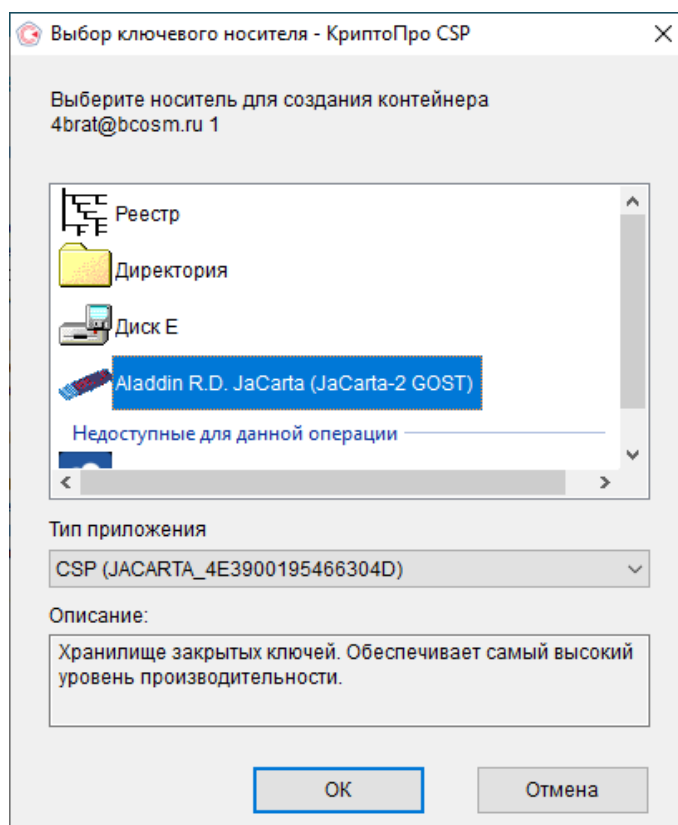 Выбор ключевого носителя - КриптоПро CSP
Выберите носитель для создания контейнера
4brat@bcosm.ru 1
Реестр
Директория
Диск E
Aladdin R.D. JaCarta (JaCarta-2 GOST)
Недоступные для данной операции
Тип приложения
CSP (JACARTA_4E3900195466304D)
Описание:
Хранилище закрытых ключей. Обеспечивает самый высокий
уровень производительности.
ОК
Отмена